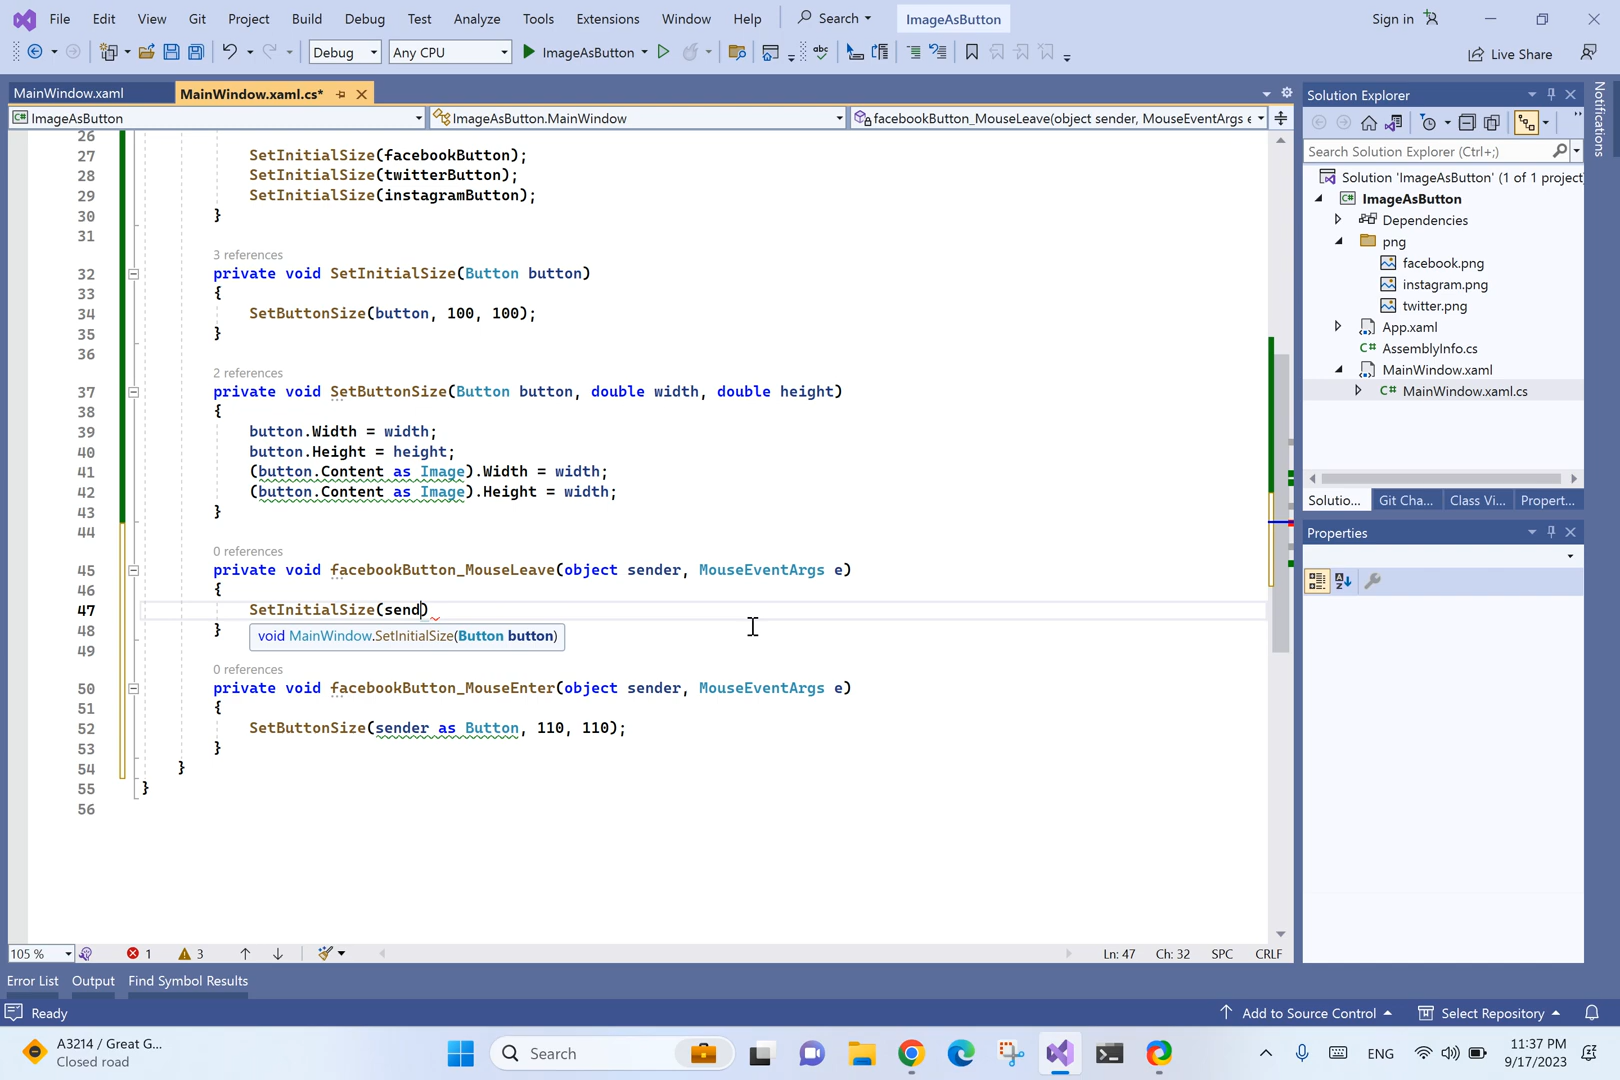 File Edit View Git Project Build Debug Test Analyze Tools Extensions Window Help Search ImageAsButton Sign in
Debug Any CPU ImageAsButton Live Share
MainWindow.xaml MainWindow.xaml.cs*
ImageAsButton ImageAsButton.MainWindow facebookButton_MouseLeave(object sender, MouseEventArgs e
26
27 SetInitialSize(facebookButton);
28 SetInitialSize(twitterButton);
29 SetInitialSize(instagramButton);
30 }
31
3 references
32 private void SetInitialSize(Button button)
33 {
34 SetButtonSize(button, 100, 100);
35 }
36
2 references
37 private void SetButtonSize(Button button, double width, double height)
38 {
39 button.Width = width;
40 button.Height = height;
41 (button.Content as Image).Width = width;
42 (button.Content as Image).Height = width;
43 }
44
0 references
45 private void facebookButton_MouseLeave(object sender, MouseEventArgs e)
46 {
47 SetInitialSize(send)
48 }
void MainWindow.SetInitialSize(Button button)
49
0 references
50 private void facebookButton_MouseEnter(object sender, MouseEventArgs e)
51 {
52 SetButtonSize(sender as Button, 110, 110);
53 }
54 }
55 }
56
105 % 1 3 Ln: 47 Ch: 32 SPC CRLF
Solution Explorer
Search Solution Explorer (Ctrl+;)
Solution 'ImageAsButton' (1 of 1 project
ImageAsButton
Dependencies
png
facebook.png
instagram.png
twitter.png
App.xaml
AssemblyInfo.cs
MainWindow.xaml
MainWindow.xaml.cs
Solutio... Git Cha... Class Vi... Propert...
Properties
Notifications
Error List Output Find Symbol Results
Ready Add to Source Control Select Repository
A3214 / Great G...
Closed road
Search
ENG
11:37 PM
9/17/2023